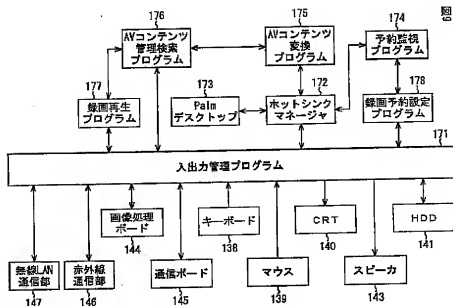 図9
176
175
174
AVコンテンツ
管理検索
プログラム
AVコンテンツ
変換
プログラム
予約監視
プログラム
177
173
172
178
録画再生
プログラム
Palm
デスクトップ
ホットシンク
マネージャ
録画予約設定
プログラム
171
入出力管理プログラム
画像処理
ボード
144
キーボード
138
CRT
140
HDD
141
無線LAN
通信部
147
赤外線
通信部
146
通信ボード
145
マウス
139
スピーカ
143